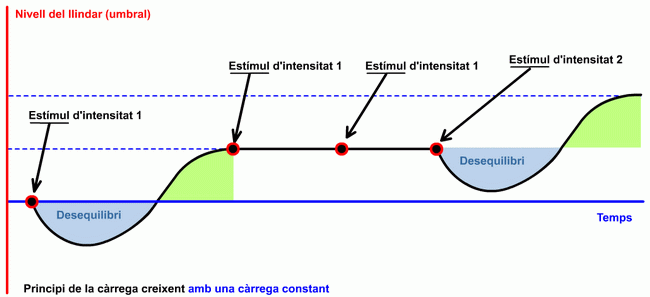 Nivell del llindar (umbral)
Estímul d'intensitat 1
Estímul d'intensitat 1
Estímul d'intensitat 1
Estímul d'intensitat 2
Desequilibri
Desequilibri
Temps
Principi de la càrrega creixent amb una càrrega constant